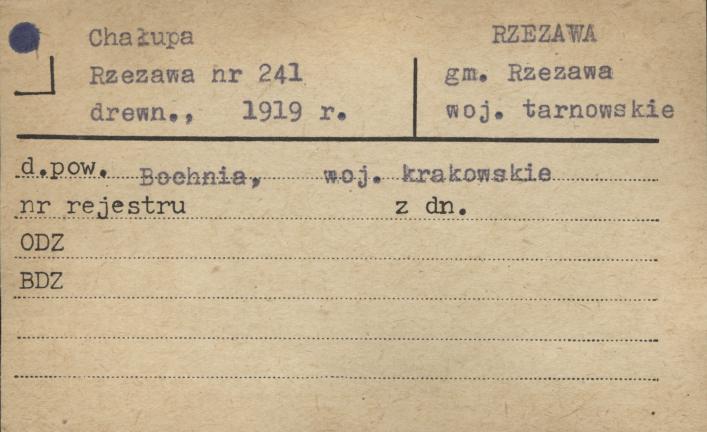 Chałupa
Rzezawa nr 241
drewn., 1919 r.
RZEZAWA
gm. Rzezawa
woj. tarnowskie
d.pow. Bochnia, woj. krakowskie
nr rejestru z dn.
ODZ
BDZ